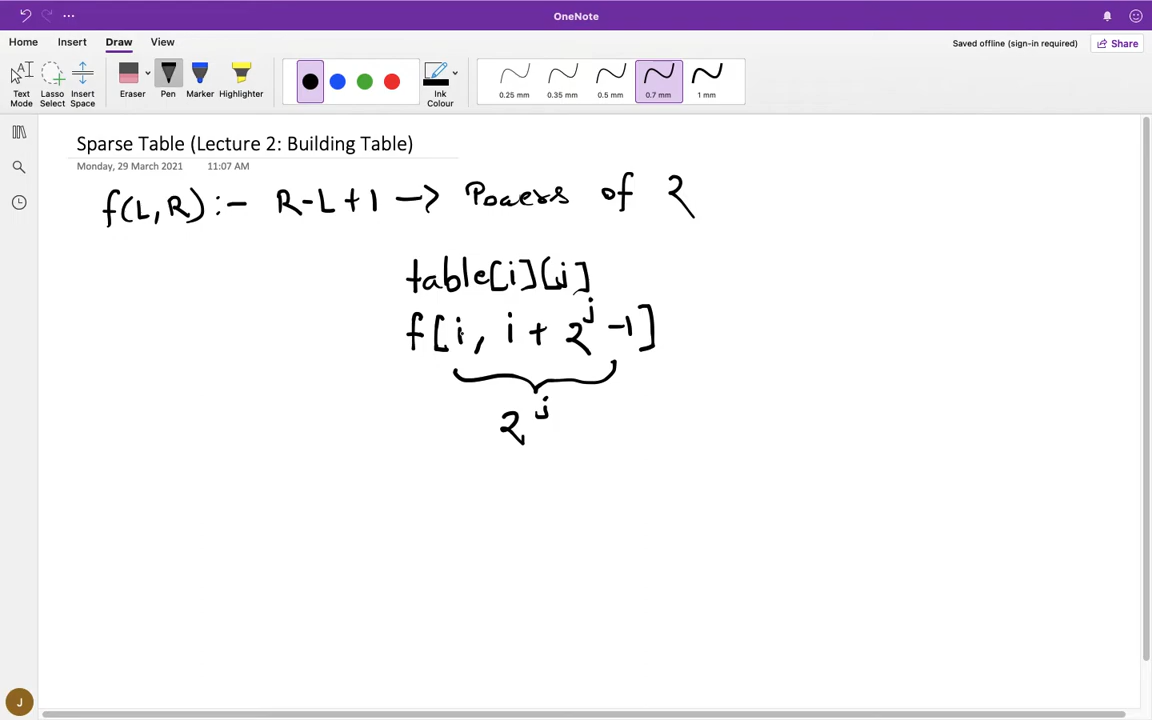 OneNote
Home Insert Draw View
Saved offline (sign-in required) Share
Text Mode
Lasso Select
Insert Space
Eraser
Pen
Marker
Highlighter
Ink Colour
0.25 mm 0.35 mm 0.5 mm 0.7 mm 1 mm
Sparse Table (Lecture 2: Building Table)
Monday, 29 March 2021 11:07 AM
f(L, R) :- R-L+1 → Powers of 2
table[i][j]
f[i, i + 2^j -1]
2^j
J